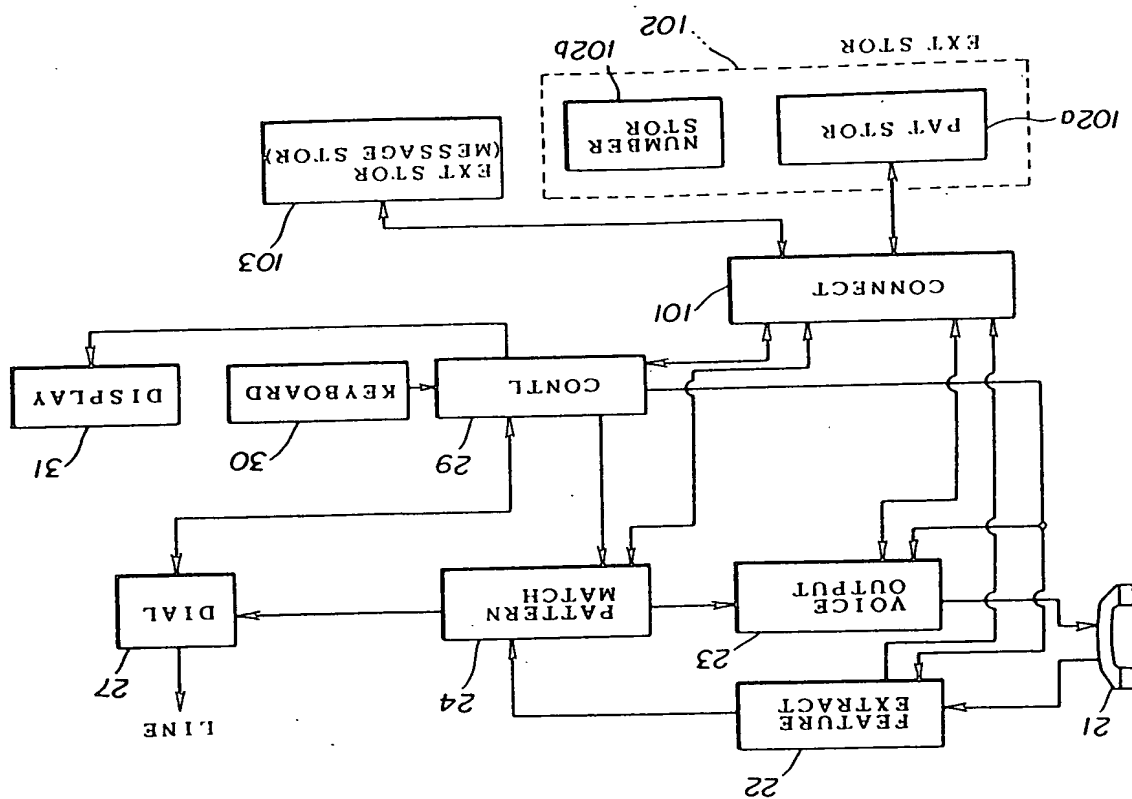 22
FEATURE
EXTRACT
21
23
VOICE
OUTPUT
24
PATTERN
MATCH
27
DIAL
LINE
29
CONTL
30
KEYBOARD
31
DISPLAY
101
CONNECT
103
EXT STOR
(MESSAGE STOR)
102a
PAT STOR
NUMBER
STOR
102b
EXT STOR
102